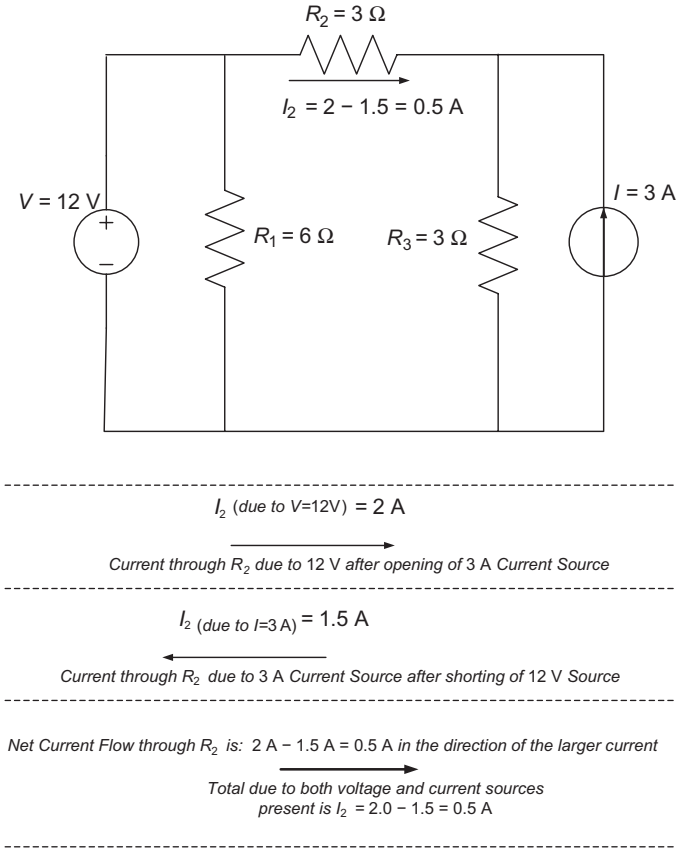 R₂ = 3 Ω
I₂ = 2 − 1.5 = 0.5 A
V = 12 V
+
−
R₁ = 6 Ω
R₃ = 3 Ω
I = 3 A
I₂ (due to V=12V) = 2 A
Current through R₂ due to 12 V after opening of 3 A Current Source
I₂ (due to I=3 A) = 1.5 A
Current through R₂ due to 3 A Current Source after shorting of 12 V Source
Net Current Flow through R₂ is: 2 A − 1.5 A = 0.5 A in the direction of the larger current
Total due to both voltage and current sources
present is I₂ = 2.0 − 1.5 = 0.5 A